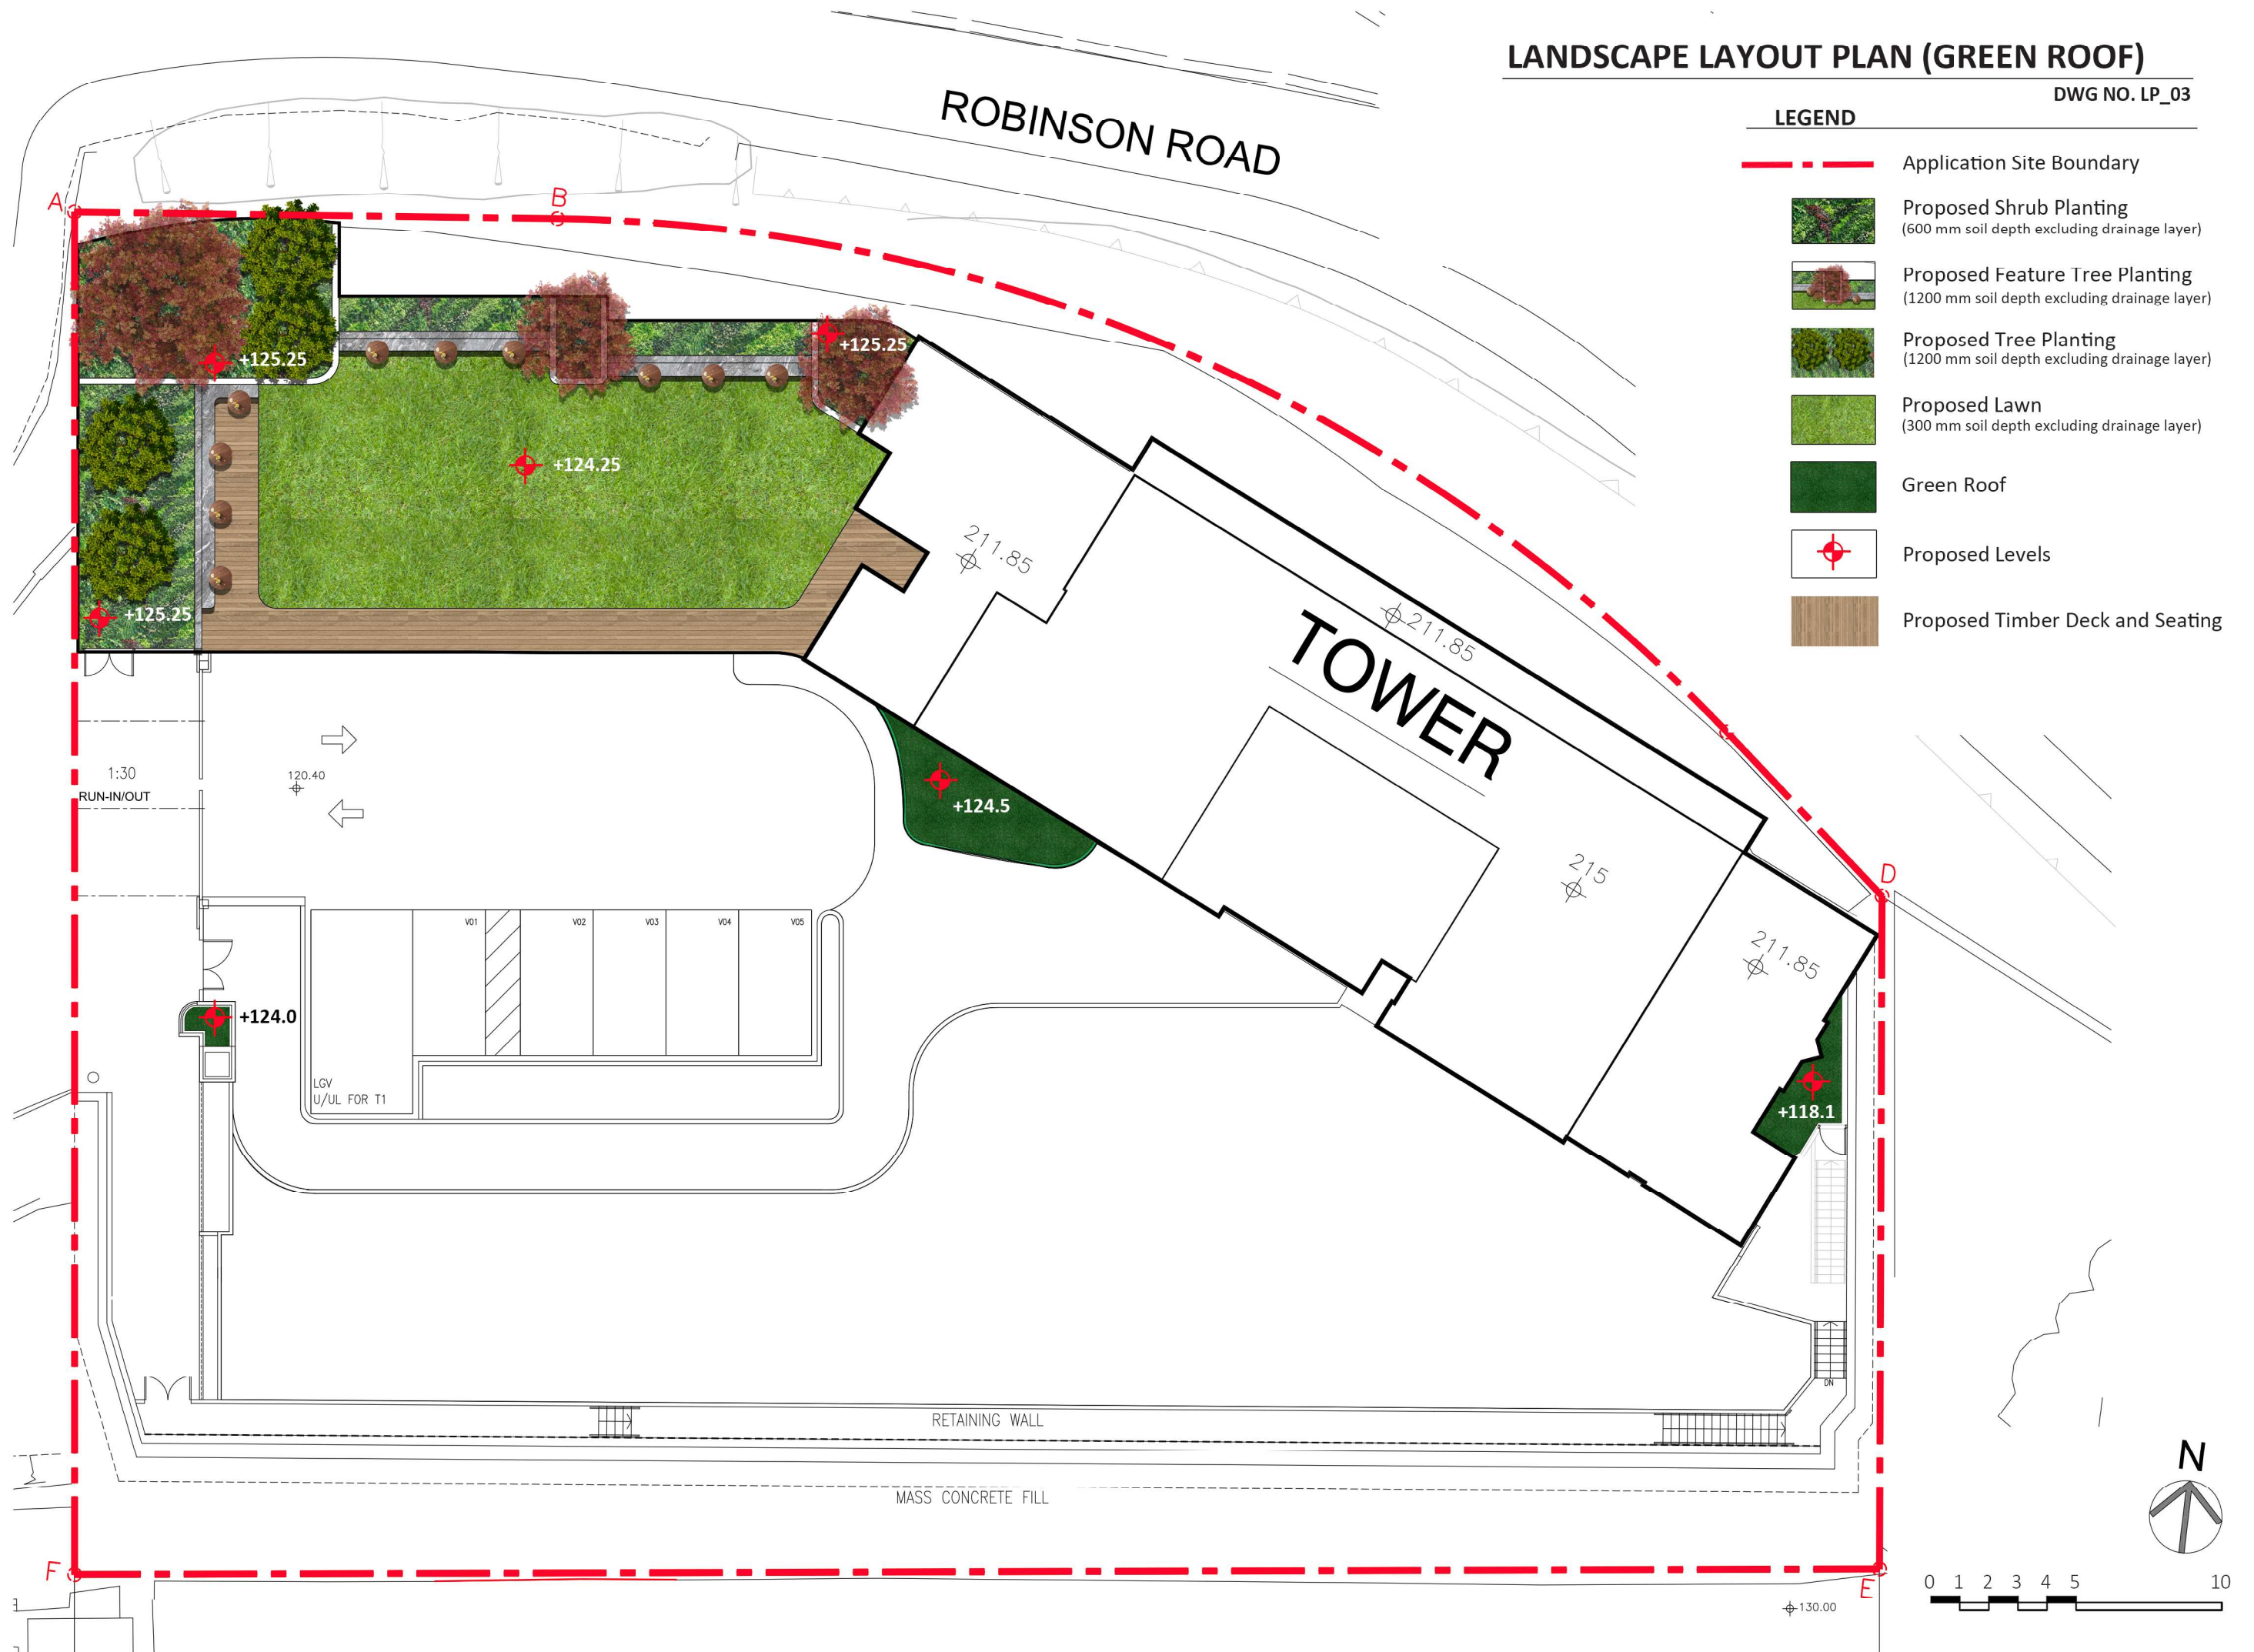 LANDSCAPE LAYOUT PLAN (GREEN ROOF)
DWG NO. LP_03
LEGEND
Application Site Boundary
Proposed Shrub Planting
(600 mm soil depth excluding drainage layer)
Proposed Feature Tree Planting
(1200 mm soil depth excluding drainage layer)
Proposed Tree Planting
(1200 mm soil depth excluding drainage layer)
Proposed Lawn
(300 mm soil depth excluding drainage layer)
Green Roof
Proposed Levels
Proposed Timber Deck and Seating
ROBINSON ROAD
A
B
+125.25
+125.25
+124.25
+125.25
211.85
211.85
TOWER
1:30
RUN-IN/OUT
120.40
+124.5
215
D
211.85
V01
V02
V03
V04
V05
+124.0
LGV
U/UL FOR T1
+118.1
DN
RETAINING WALL
MASS CONCRETE FILL
N
F
E
130.00
0 1 2 3 4 5 10